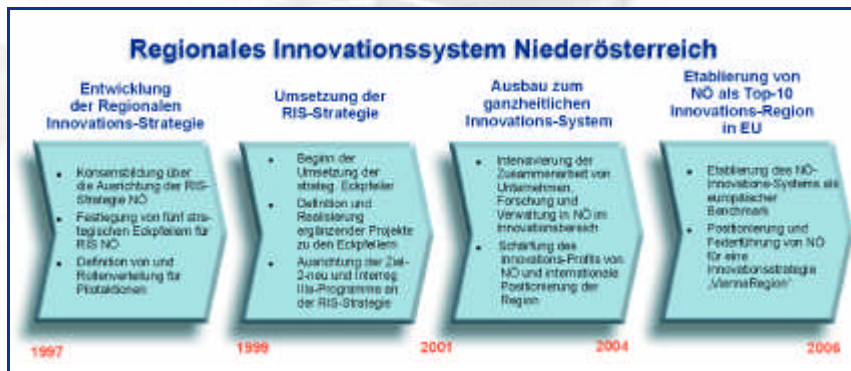 Regionales Innovationssystem Niederösterreich
Entwicklung
der Regionalen
Innovations-Strategie
• Konsensbildung über
die Ausrichtung der RIS-
Strategie NÖ
• Festlegung von fünf stra-
tegischen Eckpfeilern für
RIS NÖ
• Definition von und
Rollenverteilung für
Pilotaktionen
Umsetzung der
RIS-Strategie
• Beginn der
Umsetzung der
strateg. Eckpfeiler
• Definition und
Realisierung
ergänzender Projekte
zu den Eckpfeilern
• Ausrichtung der Ziel-
2-neu und Interreg
IIIa-Programme an
der RIS-Strategie
Ausbau zum
ganzheitlichen
Innovations-System
• Intensivierung der
Zusammenarbeit von
Unternehmen,
Forschung und
Verwaltung in NÖ im
Innovationsbereich
• Schärfung des
Innovations-Profils von
NÖ und internationale
Positionierung der
Region
Etablierung von
NÖ als Top-10
Innovations-Region
in EU
• Etablierung des NÖ-
Innovations-Systems als
europäischer
Benchmark
• Positionierung und
Federführung von NÖ
für eine
Innovationsstrategie
„ViennaRegion“
1997
1999
2001
2004
2006